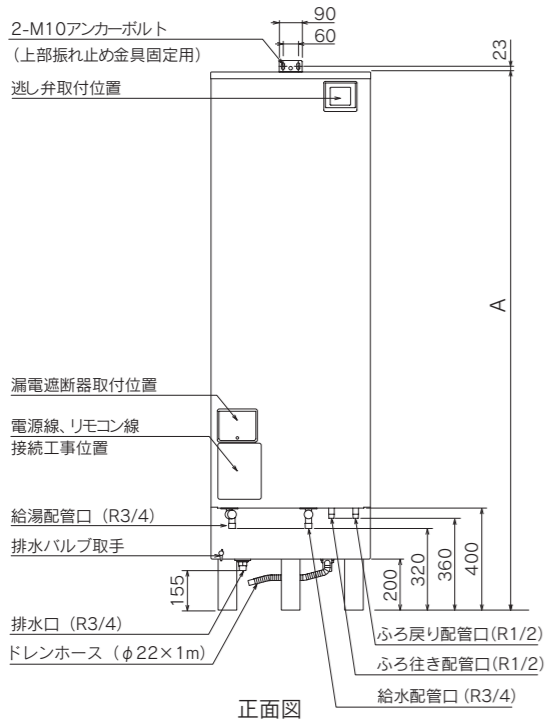 90
60
23
2-M10アンカーボルト
(上部振れ止め金具固定用)
逃し弁取付位置
A
漏電遮断器取付位置
電源線、リモコン線
接続工事位置
給湯配管口(R3/4)
排水バルブ取手
155
200
320
360
400
排水口(R3/4)
ドレンホース(φ22×1m)
ふろ戻り配管口(R1/2)
ふろ往き配管口(R1/2)
給水配管口(R3/4)
正面図